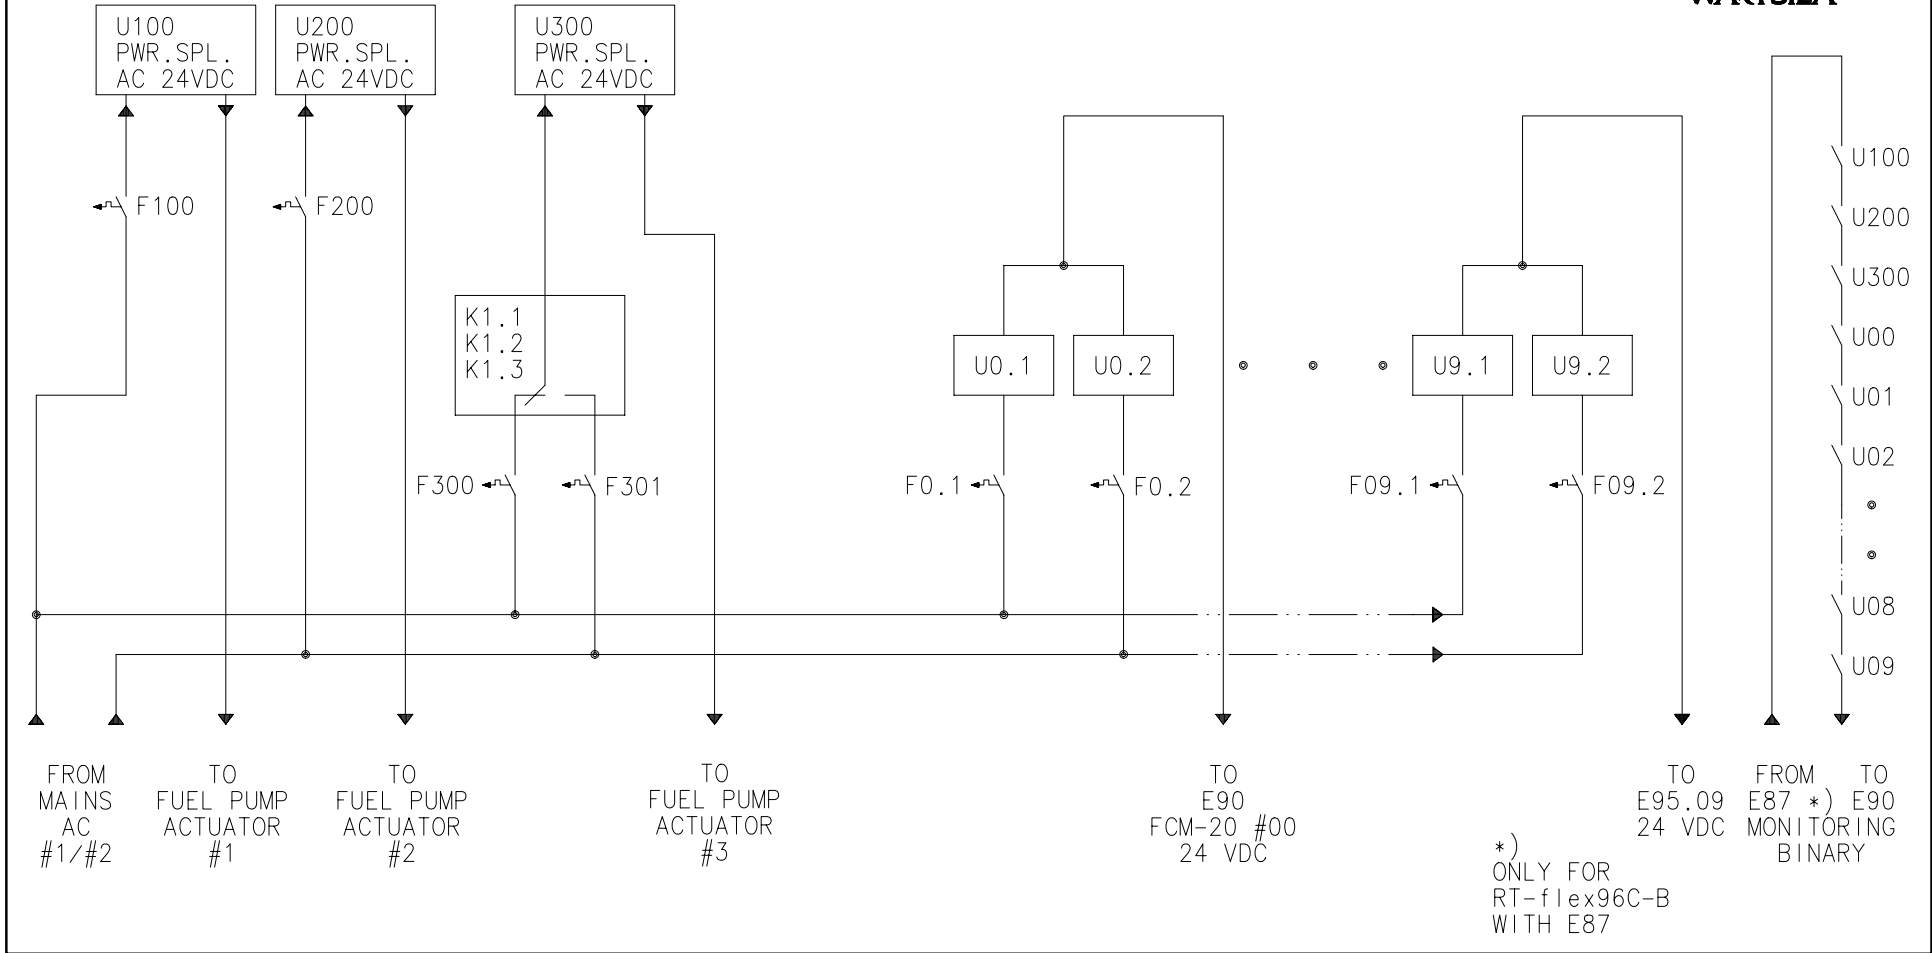 U100
PWR.SPL.
AC 24VDC
U200
PWR.SPL.
AC 24VDC
U300
PWR.SPL.
AC 24VDC
F100
F200
K1.1
K1.2
K1.3
F300
F301
U0.1
U0.2
U9.1
U9.2
F0.1
F0.2
F09.1
F09.2
U100
U200
U300
U00
U01
U02
U08
U09
FROM
MAINS
AC
#1/#2
TO
FUEL PUMP
ACTUATOR
#1
TO
FUEL PUMP
ACTUATOR
#2
TO
FUEL PUMP
ACTUATOR
#3
TO
E90
FCM-20 #00
24 VDC
*)
ONLY FOR
RT-flex96C-B
WITH E87
TO
E95.09
24 VDC
FROM TO
E87 *) E90
MONITORING
BINARY